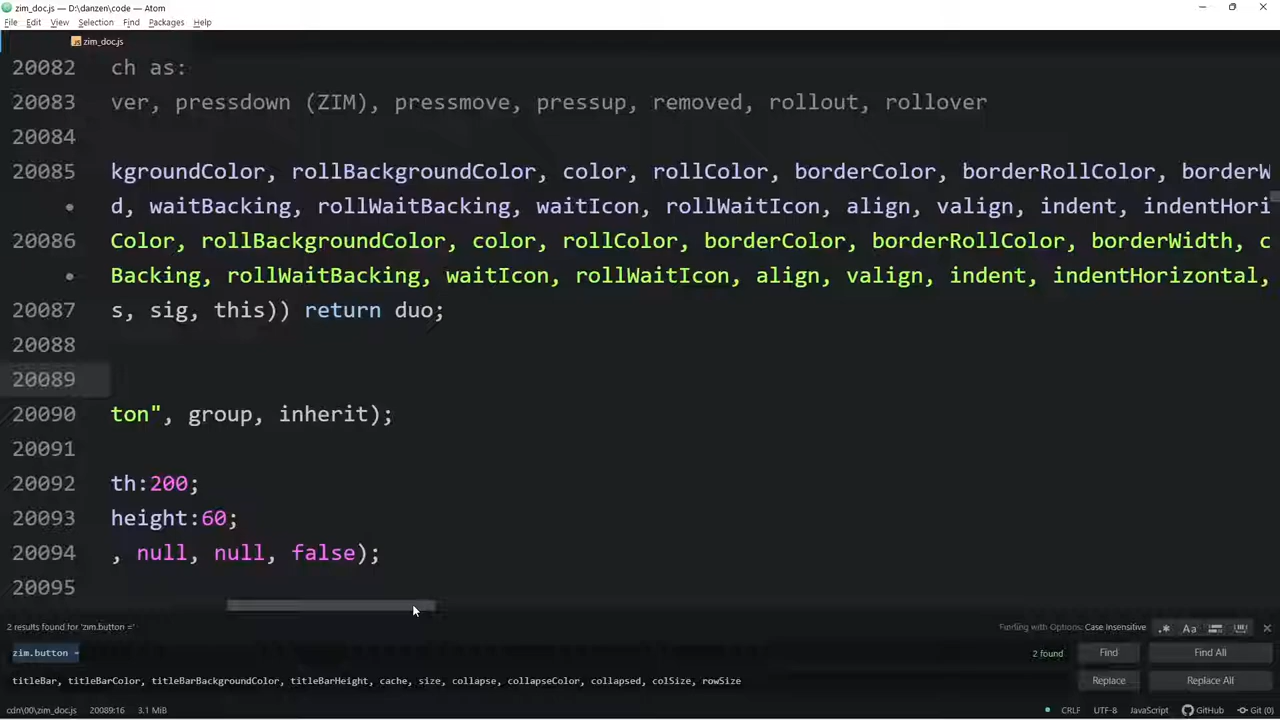 zim_doc.js — D:\danzen\code — Atom
File Edit View Selection Find Packages Help
zim_doc.js
20082 ch as:
20083 ver, pressdown (ZIM), pressmove, pressup, removed, rollout, rollover
20084
20085 kgroundColor, rollBackgroundColor, color, rollColor, borderColor, borderRollColor, borderW
• d, waitBacking, rollWaitBacking, waitIcon, rollWaitIcon, align, valign, indent, indentHori
20086 Color, rollBackgroundColor, color, rollColor, borderColor, borderRollColor, borderWidth, c
• Backing, rollWaitBacking, waitIcon, rollWaitIcon, align, valign, indent, indentHorizontal,
20087 s, sig, this)) return duo;
20088
20089
20090 ton", group, inherit);
20091
20092 th:200;
20093 height:60;
20094 , null, null, false);
20095
2 results found for 'zim.button =' Finding with Options: Case Insensitive .* Aa
zim.button = 2 found Find Find All
titleBar, titleBarColor, titleBarBackgroundColor, titleBarHeight, cache, size, collapse, collapseColor, collapsed, colSize, rowSize Replace Replace All
cdn\00\zim_doc.js 20089:16 3.1 MiB CRLF UTF-8 JavaScript GitHub Git (0)